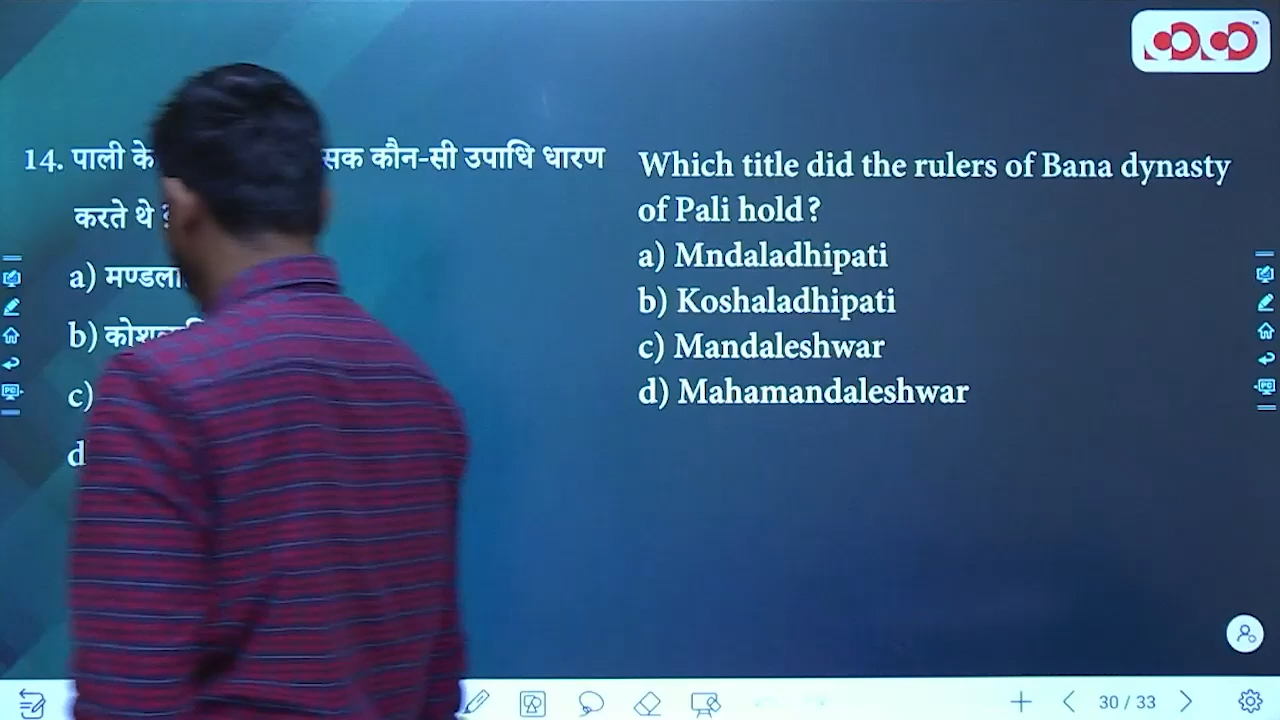 14. पाली के सक कौन-सी उपाधि धारण
करते थे ?
a) मण्डला
b) कोशला
c)
d
Which title did the rulers of Bana dynasty
of Pali hold?
a) Mndaladhipati
b) Koshaladhipati
c) Mandaleshwar
d) Mahamandaleshwar
30 / 33